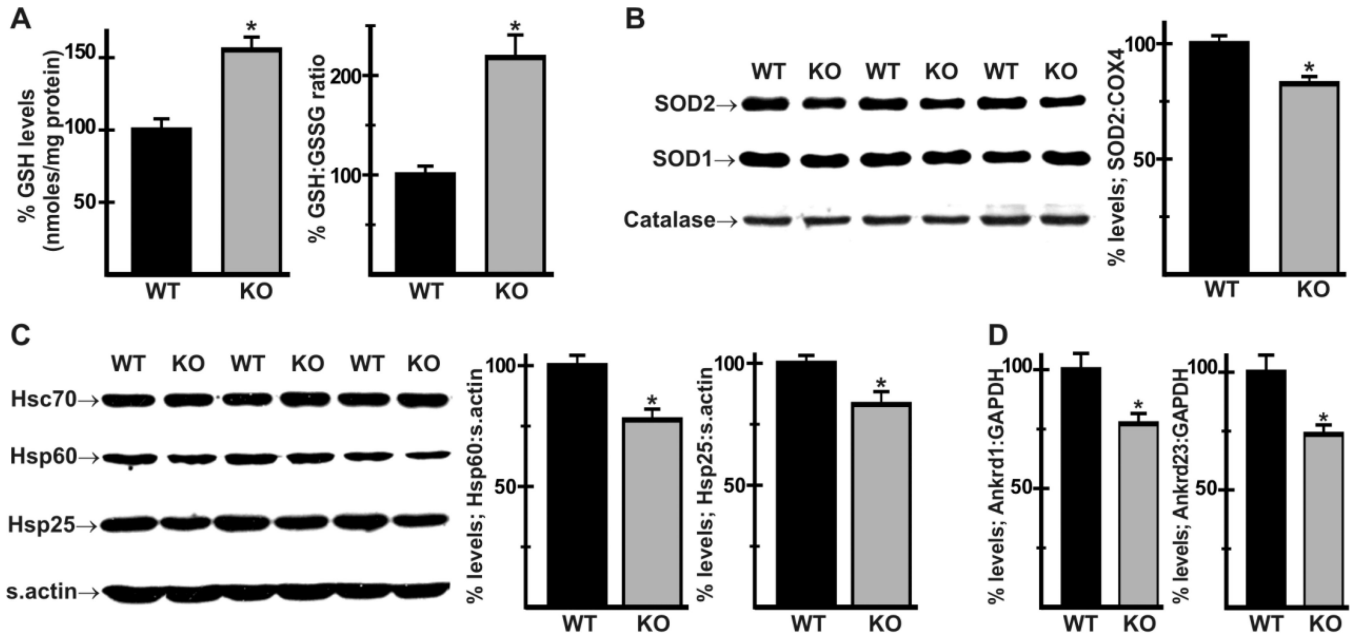 A
% GSH levels
(nmoles/mg protein)
150
100
50
*
WT
KO
% GSH:GSSG ratio
200
100
*
WT
KO
B
WT KO WT KO WT KO
SOD2→
SOD1→
Catalase→
% levels; SOD2:COX4
100
50
*
WT
KO
C
WT KO WT KO WT KO
Hsc70→
Hsp60→
Hsp25→
s.actin→
% levels; Hsp60:s.actin
100
50
*
WT
KO
% levels; Hsp25:s.actin
100
50
*
WT
KO
D
% levels; Ankrd1:GAPDH
100
50
*
WT
KO
% levels; Ankrd23:GAPDH
100
50
*
WT
KO